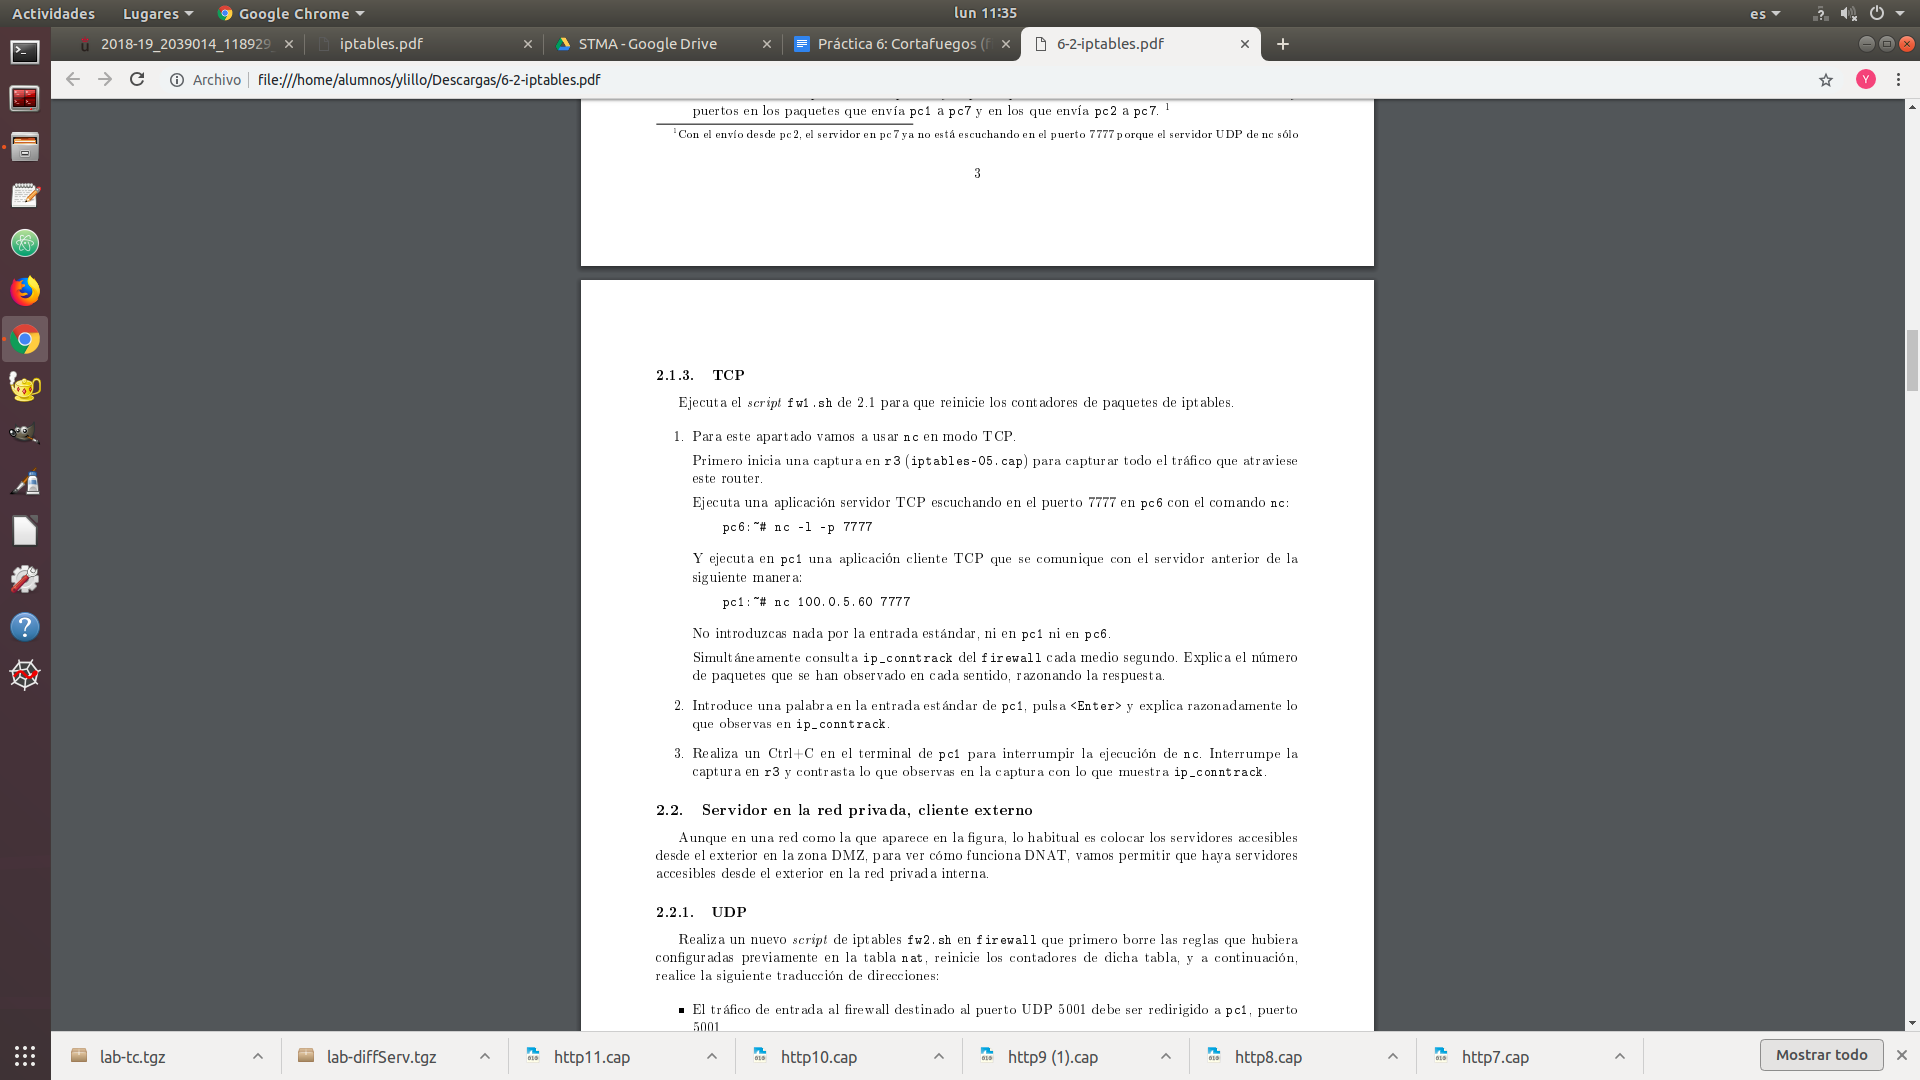 Actividades Lugares Google Chrome lun 11:35 es
2018-19_2039014_118929_ iptables.pdf STMA - Google Drive Práctica 6: Cortafuegos (f 6-2-iptables.pdf
Archivo file:///home/alumnos/ylillo/Descargas/6-2-iptables.pdf Y
puertos en los paquetes que envía pc1 a pc7 y en los que envía pc2 a pc7. 1
1Con el envío desde pc2, el servidor en pc7 ya no está escuchando en el puerto 7777 porque el servidor UDP de nc sólo
3
2.1.3. TCP
Ejecuta el script fw1.sh de 2.1 para que reinicie los contadores de paquetes de iptables.
1. Para este apartado vamos a usar nc en modo TCP.
Primero inicia una captura en r3 (iptables-05.cap) para capturar todo el tráfico que atraviese
este router.
Ejecuta una aplicación servidor TCP escuchando en el puerto 7777 en pc6 con el comando nc:
pc6:~# nc -l -p 7777
Y ejecuta en pc1 una aplicación cliente TCP que se comunique con el servidor anterior de la
siguiente manera:
pc1:~# nc 100.0.5.60 7777
No introduzcas nada por la entrada estándar, ni en pc1 ni en pc6.
Simultáneamente consulta ip_conntrack del firewall cada medio segundo. Explica el número
de paquetes que se han observado en cada sentido, razonando la respuesta.
2. Introduce una palabra en la entrada estándar de pc1, pulsa <Enter> y explica razonadamente lo
que observas en ip_conntrack.
3. Realiza un Ctrl+C en el terminal de pc1 para interrumpir la ejecución de nc. Interrumpe la
captura en r3 y contrasta lo que observas en la captura con lo que muestra ip_conntrack.
2.2. Servidor en la red privada, cliente externo
Aunque en una red como la que aparece en la figura, lo habitual es colocar los servidores accesibles
desde el exterior en la zona DMZ, para ver cómo funciona DNAT, vamos permitir que haya servidores
accesibles desde el exterior en la red privada interna.
2.2.1. UDP
Realiza un nuevo script de iptables fw2.sh en firewall que primero borre las reglas que hubiera
configuradas previamente en la tabla nat, reinicie los contadores de dicha tabla, y a continuación,
realice la siguiente traducción de direcciones:
El tráfico de entrada al firewall destinado al puerto UDP 5001 debe ser redirigido a pc1, puerto
5001
lab-tc.tgz lab-diffServ.tgz http11.cap http10.cap http9 (1).cap http8.cap http7.cap Mostrar todo